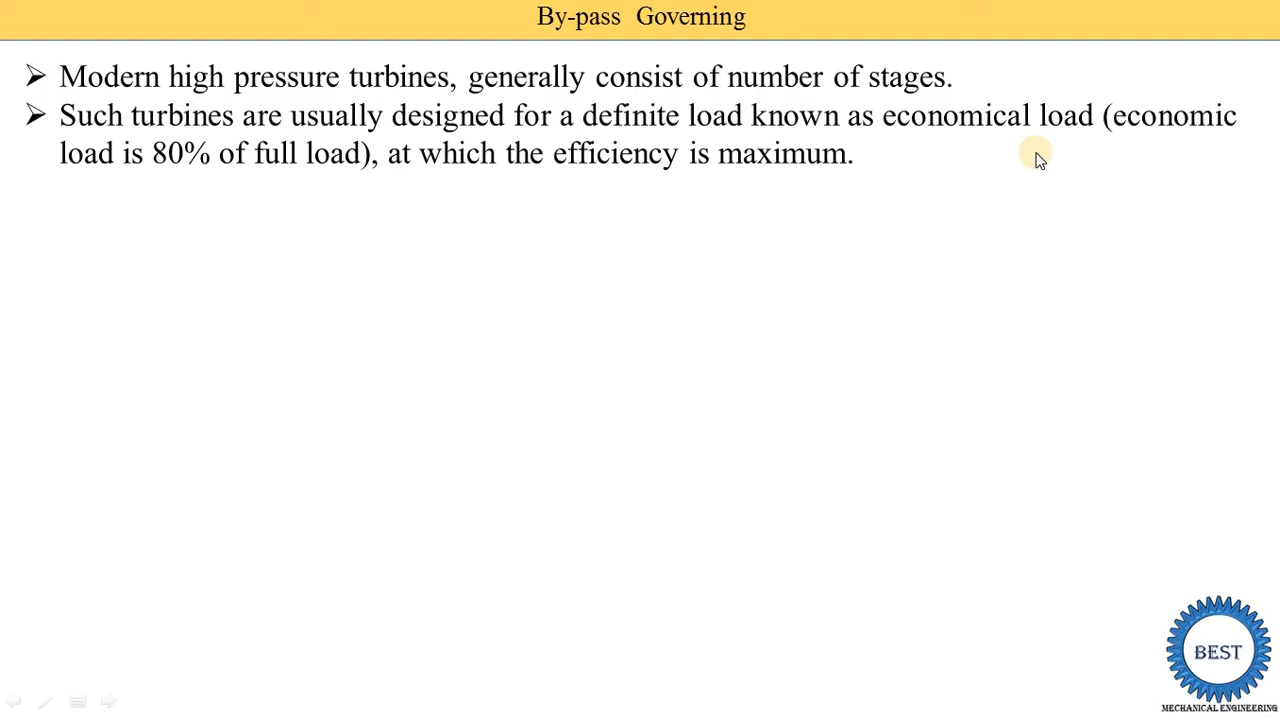 By-pass Governing
➢ Modern high pressure turbines, generally consist of number of stages.
➢ Such turbines are usually designed for a definite load known as economical load (economic
load is 80% of full load), at which the efficiency is maximum.
BEST
MECHANICAL ENGINEERING